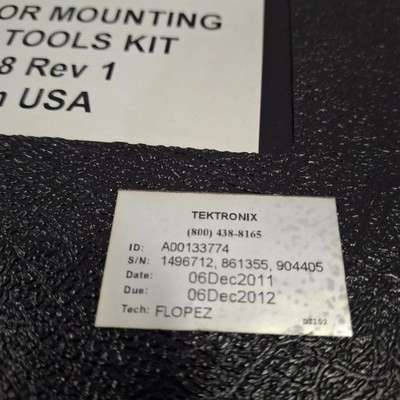 OR MOUNTING
TOOLS KIT
8 Rev 1
USA
TEKTRONIX
(800) 438-8165
ID: A00133774
S/N: 1496712, 861355, 904405
Date: 06Dec2011
Due: 06Dec2012
Tech: FLOPEZ